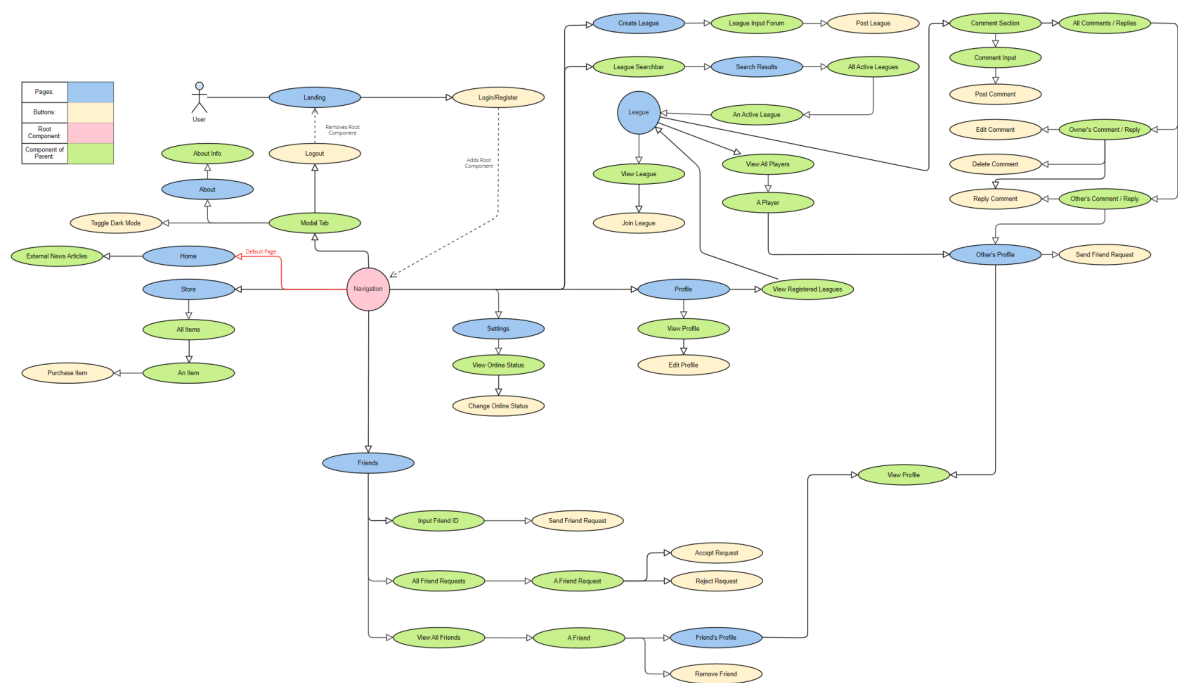 Create League
League Input Forum
Post League
Comment Section
All Comments / Replies
League Searchbar
Search Results
All Active Leagues
Comment Input
Pages:
Buttons:
Root
Component
Component of
Parent:
User
Landing
Login/Register
Post Comment
League
An Active League
Removes Root
Component
Edit Comment
Owner's Comment / Reply
About Info
Logout
Adds Root
Component
View League
View All Players
Delete Comment
About
A Player
Reply Comment
Other's Comment / Reply
Toggle Dark Mode
Model Tab
Join League
External News Articles
Home
Default Page
Other's Profile
Send Friend Request
Store
Navigation
Profile
View Registered Leagues
All Items
Settings
View Profile
Purchase Item
An Item
View Online Status
Edit Profile
Change Online Status
Friends
View Profile
Input Friend ID
Send Friend Request
Accept Request
All Friend Requests
A Friend Request
Reject Request
View All Friends
A Friend
Friend's Profile
Remove Friend